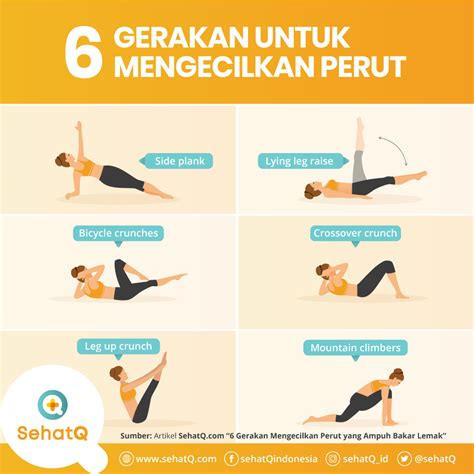 6 GERAKAN UNTUK
MENGECILKAN PERUT
Side plank
Lying leg raise
Bicycle crunches
Crossover crunch
Leg up crunch
Mountain climbers
SehatQ
Sumber: Artikel SehatQ.com "6 Gerakan Mengecilkan Perut yang Ampuh Bakar Lemak"
www.sehatQ.com
@sehatQindonesia
sehatQ_id
@sehatQ